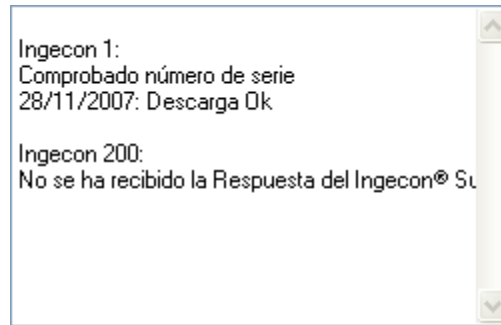 Ingecon 1:
Comprobado número de serie
28/11/2007: Descarga Ok
Ingecon 200:
No se ha recibido la Respuesta del Ingecon® Su